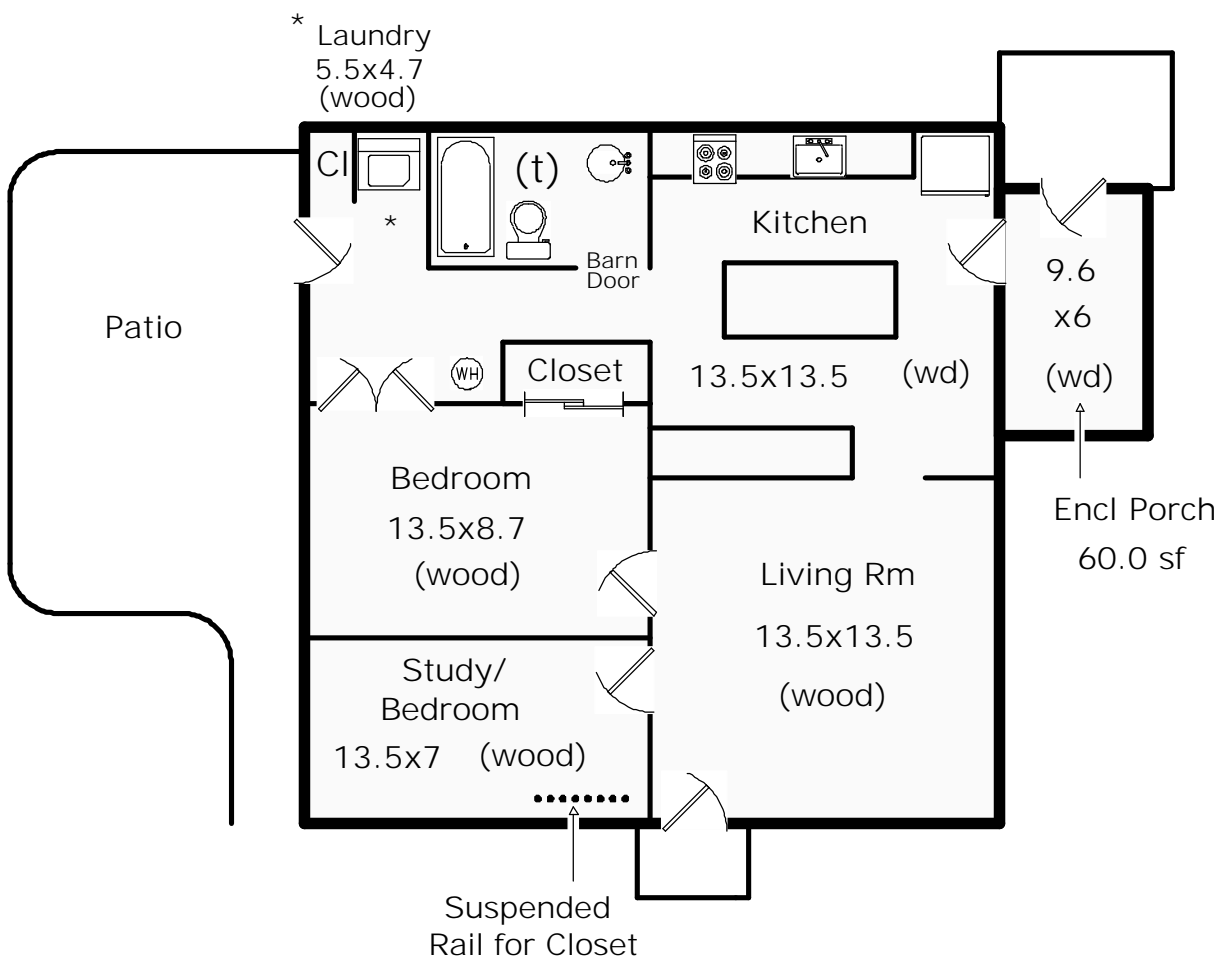 * Laundry
5.5x4.7
(wood)
Cl
(t)
*
Kitchen
Barn
Door
9.6
x6
(wd)
Patio
WH
Closet
13.5x13.5 (wd)
Bedroom
13.5x8.7
(wood)
Encl Porch
60.0 sf
Living Rm
13.5x13.5
(wood)
Study/
Bedroom
13.5x7 (wood)
Suspended
Rail for Closet